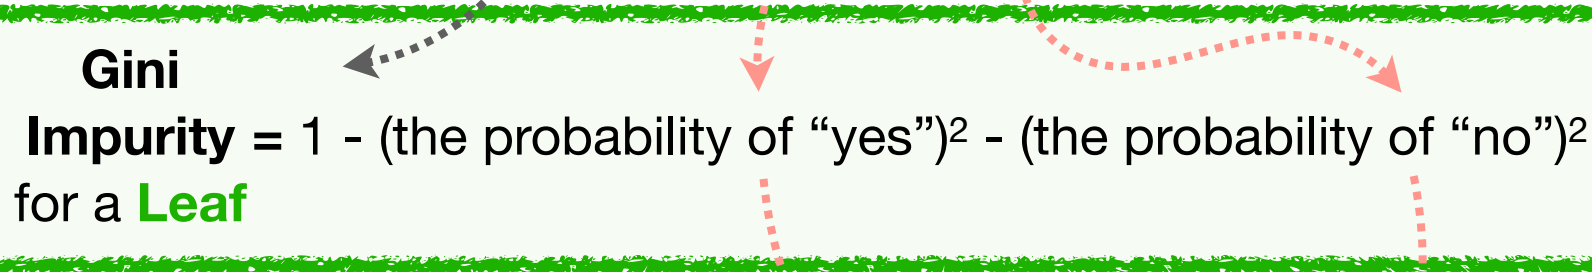 Gini
Impurity = 1 - (the probability of “yes”)² - (the probability of “no”)²
for a Leaf